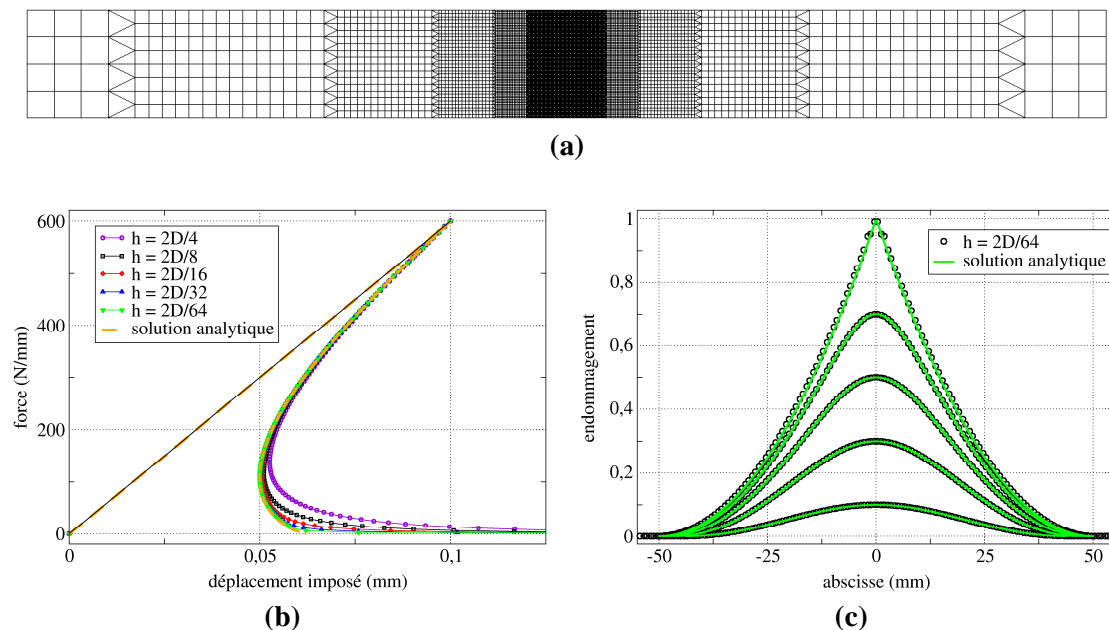 (a)
600
400
200
0
force (N/mm)
h = 2D/4
h = 2D/8
h = 2D/16
h = 2D/32
h = 2D/64
solution analytique
0
0,05
0,1
déplacement imposé (mm)
(b)
1
0,8
0,6
0,4
0,2
0
endommagement
h = 2D/64
solution analytique
-50
-25
0
25
50
abscisse (mm)
(c)